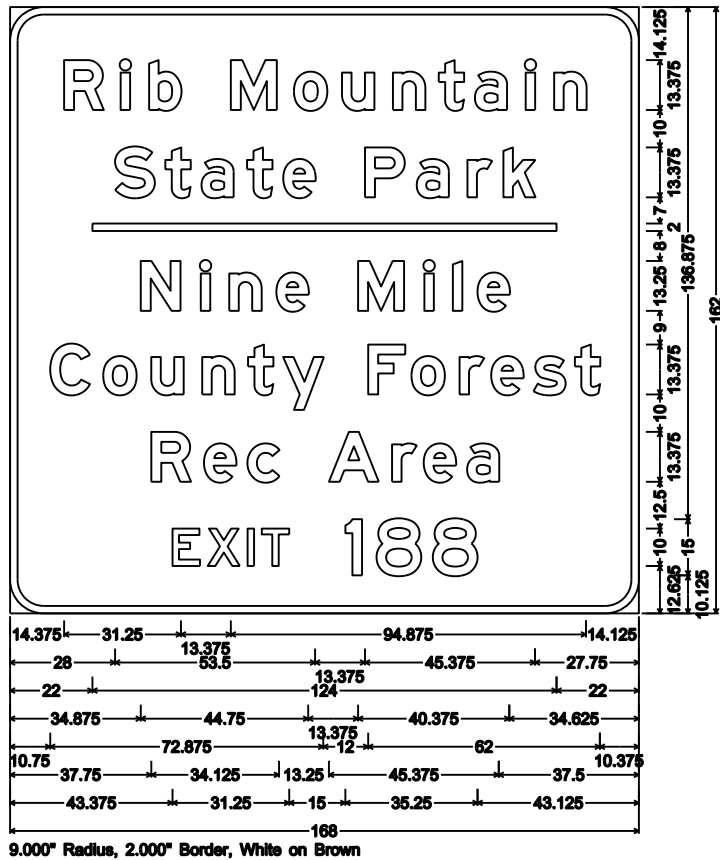 Rib Mountain
State Park
Nine Mile
County Forest
Rec Area
EXIT 188
14.125
13.375
10
13.375
7
2
8
13.25
9
13.375
10
13.375
12.5
10
12.625
136.875
15
10.125
162
14.375 31.25 13.375 94.875 14.125
28 53.5 13.375 45.375 27.75
22 124 22
34.875 44.75 13.375 40.375 34.625
10.75 72.875 12 62 10.375
37.75 34.125 13.25 45.375 37.5
43.375 31.25 15 35.25 43.125
168
9.000" Radius, 2.000" Border, White on Brown